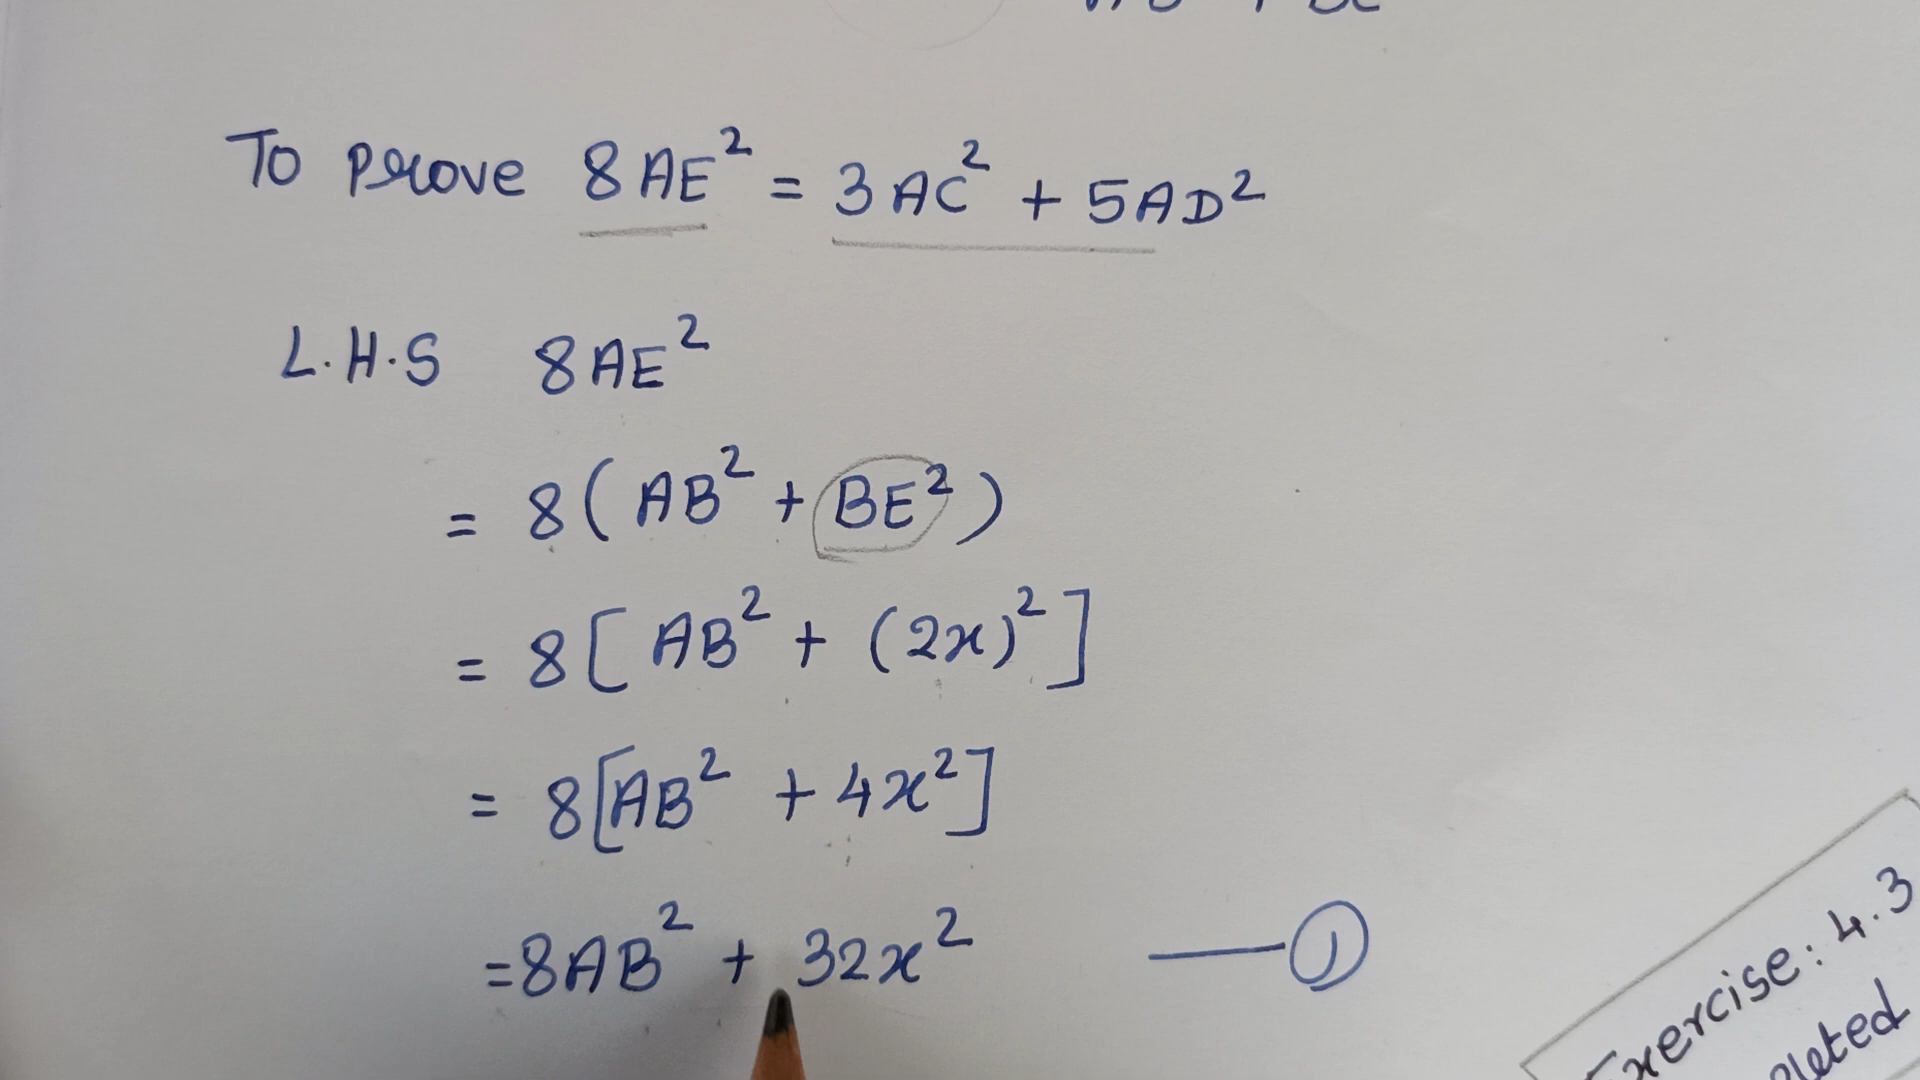 To prove 8AE² = 3AC² + 5AD²
L.H.S 8AE²
= 8(AB² + BE²)
= 8[AB² + (2x)²]
= 8[AB² + 4x²]
= 8AB² + 32x² — ①
Exercise: 4.3